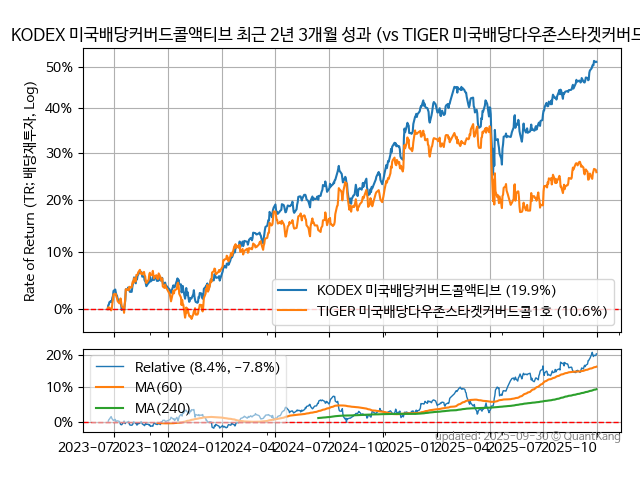 KODEX 미국배당커버드콜액티브 최근 2년 3개월 성과 (vs TIGER 미국배당다우존스타겟커버드
Rate of Return (TR: 배당재투자, Log)
50%
40%
30%
20%
10%
0%
KODEX 미국배당커버드콜액티브 (19.9%)
TIGER 미국배당다우존스타겟커버드콜1호 (10.6%)
20%
10%
0%
Relative (8.4%, -7.8%)
MA(60)
MA(240)
2023-07 2023-10 2024-01 2024-04 2024-07 2024-10 2025-01 2025-04 2025-07 2025-10
updated: 2025-09-30 © QuantKang